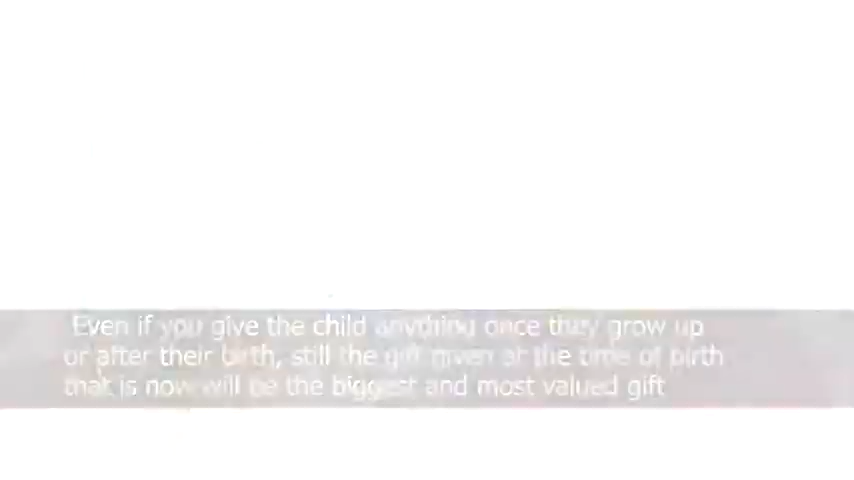 Even if you give the child anything once they grow up
or after their birth, still the gift given at the time of birth
that is now will be the biggest and most valued gift